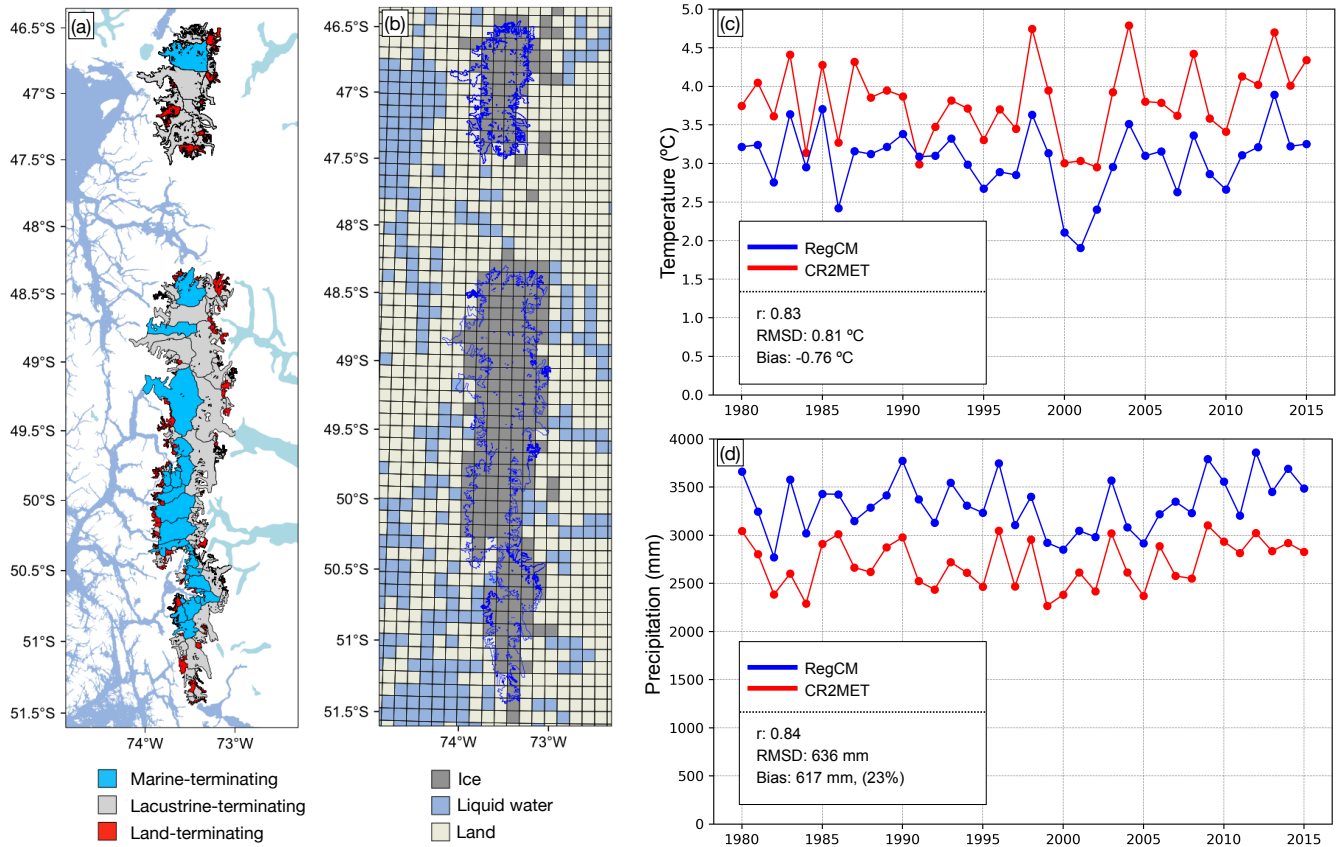 (a)
46.5°S
47°S
47.5°S
48°S
48.5°S
49°S
49.5°S
50°S
50.5°S
51°S
51.5°S
74°W 73°W
Marine-terminating
Lacustrine-terminating
Land-terminating
(b)
46.5°S
47°S
47.5°S
48°S
48.5°S
49°S
49.5°S
50°S
50.5°S
51°S
51.5°S
74°W 73°W
Ice
Liquid water
Land
(c)
Temperature (ºC)
5.0
4.5
4.0
3.5
3.0
2.5
2.0
1.5
1.0
0.5
0.0
RegCM
CR2MET
r: 0.83
RMSD: 0.81 ºC
Bias: -0.76 ºC
1980 1985 1990 1995 2000 2005 2010 2015
(d)
Precipitation (mm)
4000
3500
3000
2500
2000
1500
1000
500
0
RegCM
CR2MET
r: 0.84
RMSD: 636 mm
Bias: 617 mm, (23%)
1980 1985 1990 1995 2000 2005 2010 2015